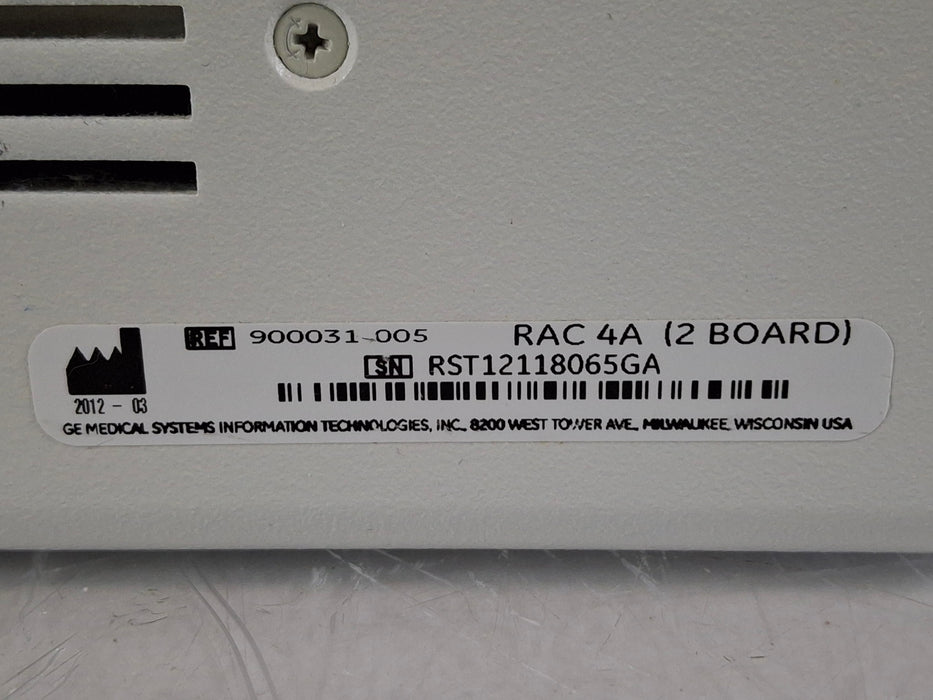 REF 900031-005 RAC 4A (2 BOARD)
SN RST12118065GA
2012 - 03
GE MEDICAL SYSTEMS INFORMATION TECHNOLOGIES, INC., 8200 WEST TOWER AVE., MILWAUKEE, WISCONSIN USA